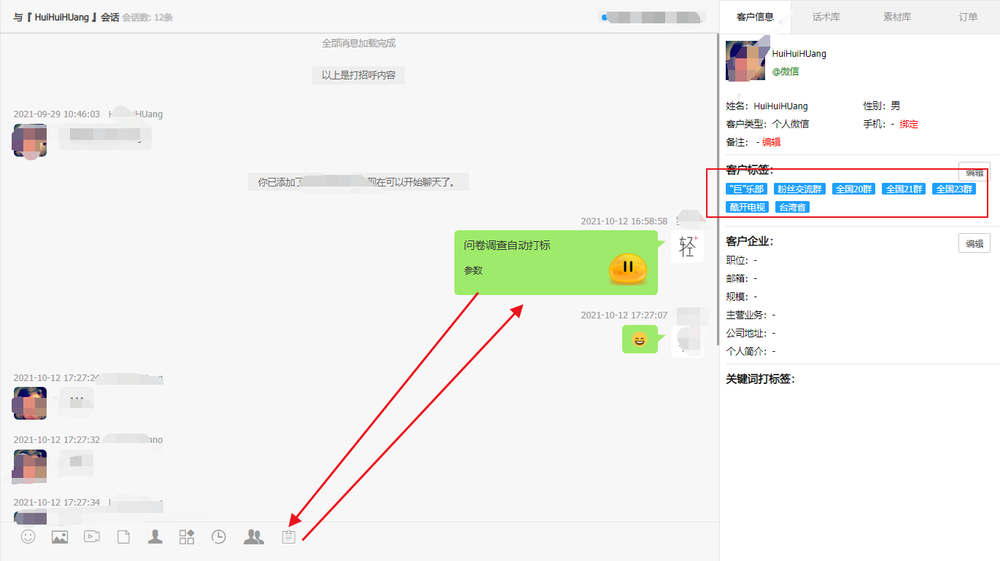 与『 HuiHuiHUang 』会话 会话数: 12条
客户信息 话术库 素材库 订单
全部消息加载完成
以上是打招呼内容
2021-09-29 10:46:03
你已添加了
现在可以开始聊天了。
2021-10-12 16:58:58
问卷调查自动打标
参数
轻+
2021-10-12 17:27:07
2021-10-12 17:27:24
111
2021-10-12 17:27:32
2021-10-12 17:27:34
HuiHuiHUang
@微信
姓名: HuiHuiHUang 性别: 男
客户类型: 个人微信 手机: - 绑定
备注: - 编辑
客户标签: 编辑
“巨”乐部 粉丝交流群 全国20群 全国21群 全国23群
酷开电视 台湾省
客户企业: 编辑
职位: -
邮箱: -
规模: -
主营业务: -
公司地址: -
个人简介: -
关键词打标签: